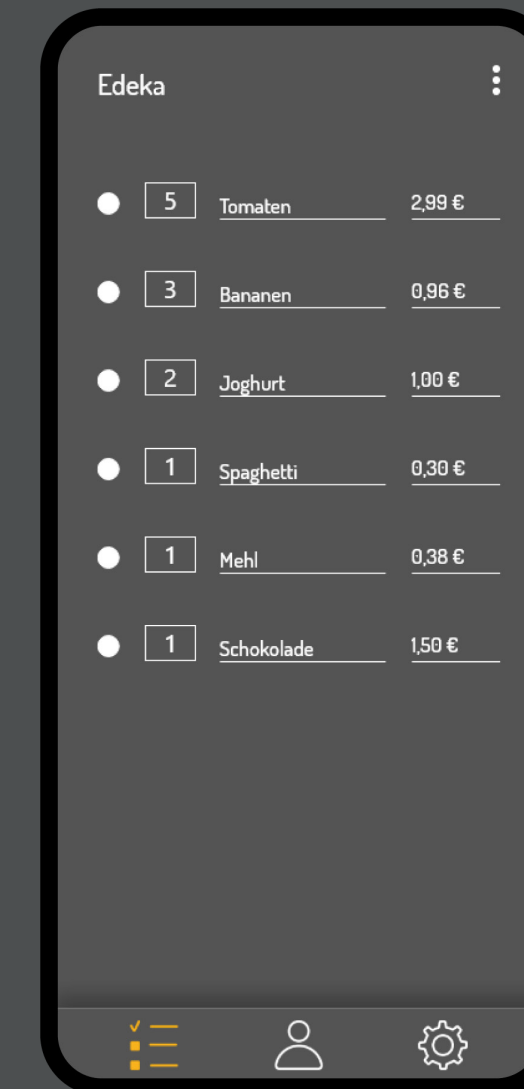 Edeka
5 Tomaten 2,99 €
3 Bananen 0,96 €
2 Joghurt 1,00 €
1 Spaghetti 0,30 €
1 Mehl 0,38 €
1 Schokolade 1,50 €